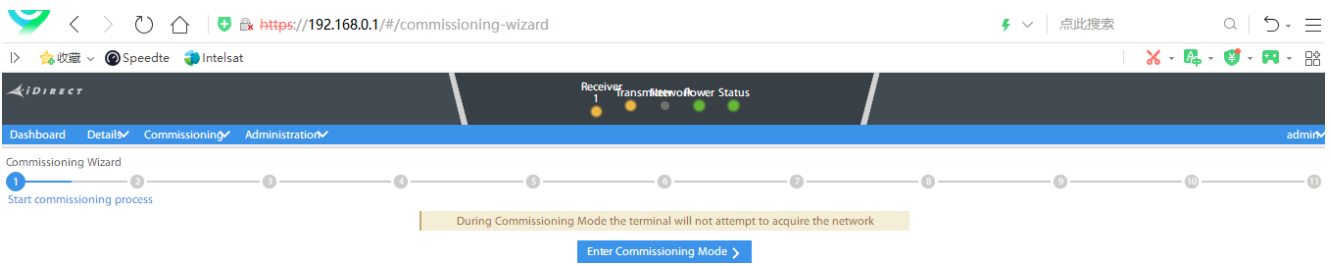 https://192.168.0.1/#/commissioning-wizard
点此搜索
收藏 Speedte Intelsat
iDIRECT
Receiver 1 Transmitter Network Power Status
Dashboard Details Commissioning Administration admin
Commissioning Wizard
1 2 3 4 5 6 7 8 9 10 11
Start commissioning process
During Commissioning Mode the terminal will not attempt to acquire the network
Enter Commissioning Mode